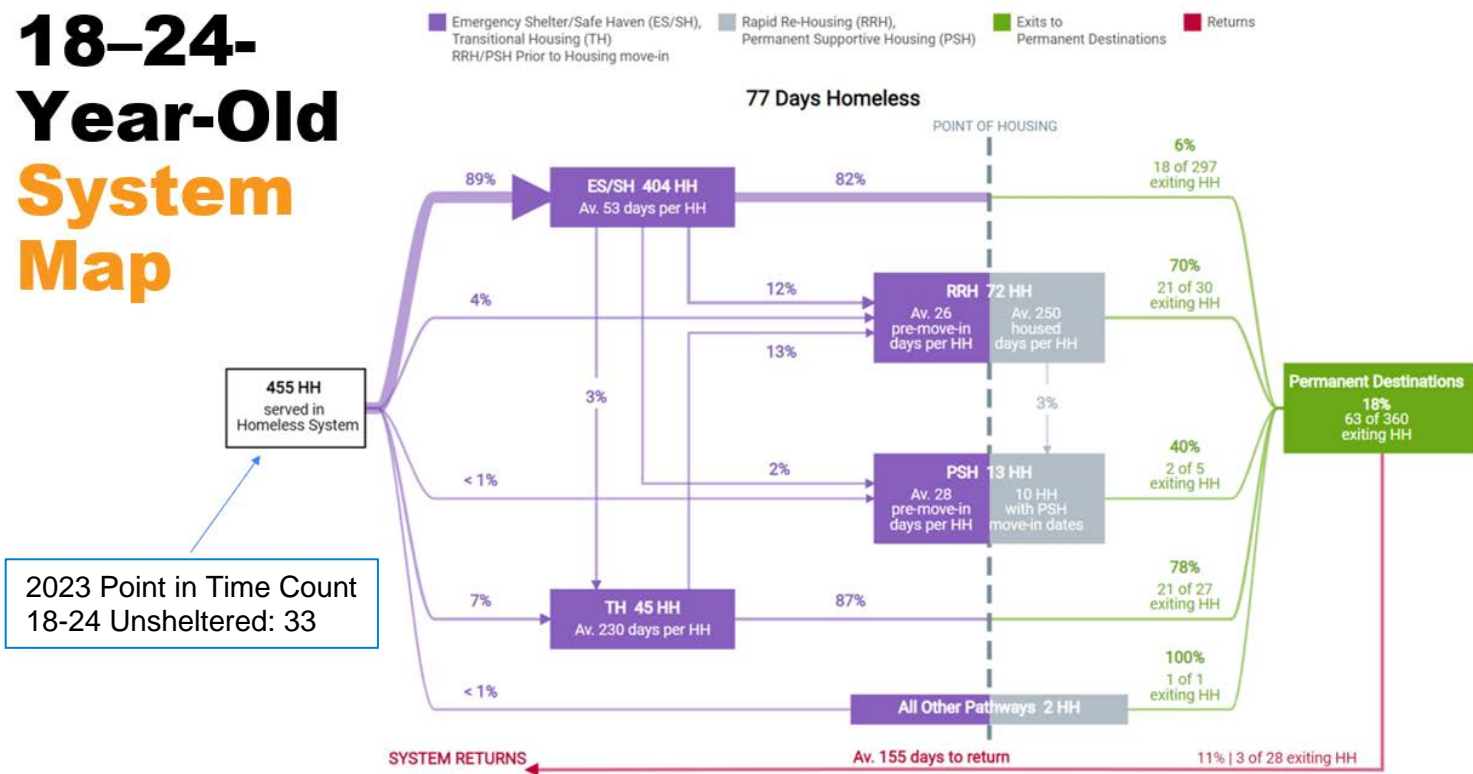 18–24-
Year-Old
System
Map
Emergency Shelter/Safe Haven (ES/SH),
Transitional Housing (TH)
RRH/PSH Prior to Housing move-in
Rapid Re-Housing (RRH),
Permanent Supportive Housing (PSH)
Exits to
Permanent Destinations
Returns
77 Days Homeless
POINT OF HOUSING
89%
ES/SH 404 HH
Av. 53 days per HH
82%
6%
18 of 297
exiting HH
4%
12%
13%
RRH 72 HH
Av. 26
pre-move-in
days per HH
Av. 250
housed
days per HH
70%
21 of 30
exiting HH
455 HH
served in
Homeless System
3%
3%
Permanent Destinations
18%
63 of 360
exiting HH
< 1%
2%
PSH 13 HH
Av. 28
pre-move-in
days per HH
10 HH
with PSH
move-in dates
40%
2 of 5
exiting HH
2023 Point in Time Count
18-24 Unsheltered: 33
7%
TH 45 HH
Av. 230 days per HH
87%
78%
21 of 27
exiting HH
< 1%
All Other Pathways 2 HH
100%
1 of 1
exiting HH
SYSTEM RETURNS
Av. 155 days to return
11% | 3 of 28 exiting HH